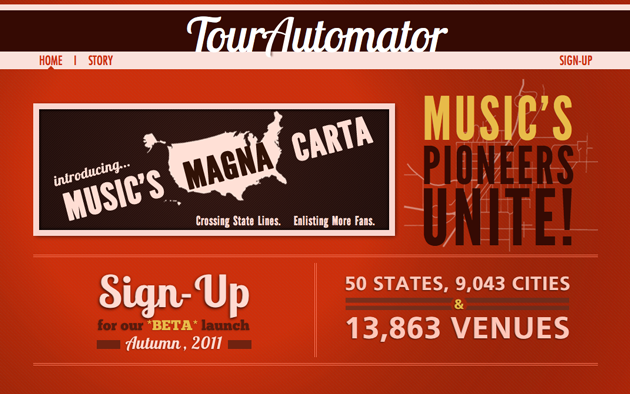 TourAutomator
HOME | STORY
SIGN-UP
introducing...
MUSIC'S MAGNA CARTA
Crossing State Lines. Enlisting More Fans.
MUSIC'S
PIONEERS
UNITE!
Sign-Up
for our *BETA* launch
Autumn, 2011
50 STATES, 9,043 CITIES
&
13,863 VENUES